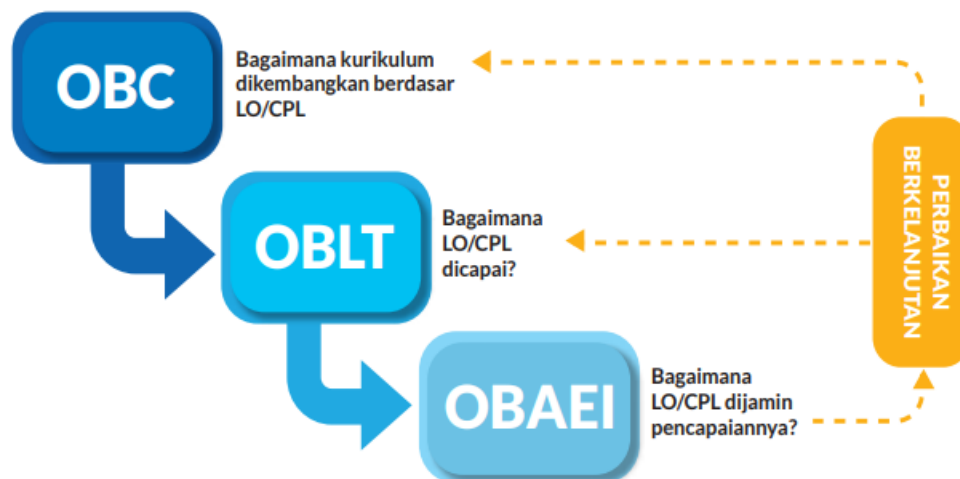 OBC
Bagaimana kurikulum
dikembangkan berdasar
LO/CPL
OBLT
Bagaimana
LO/CPL
dicapai?
OBAEI
Bagaimana
LO/CPL dijamin
pencapaiannya?
PERBAIKAN
BERKELANJUTAN